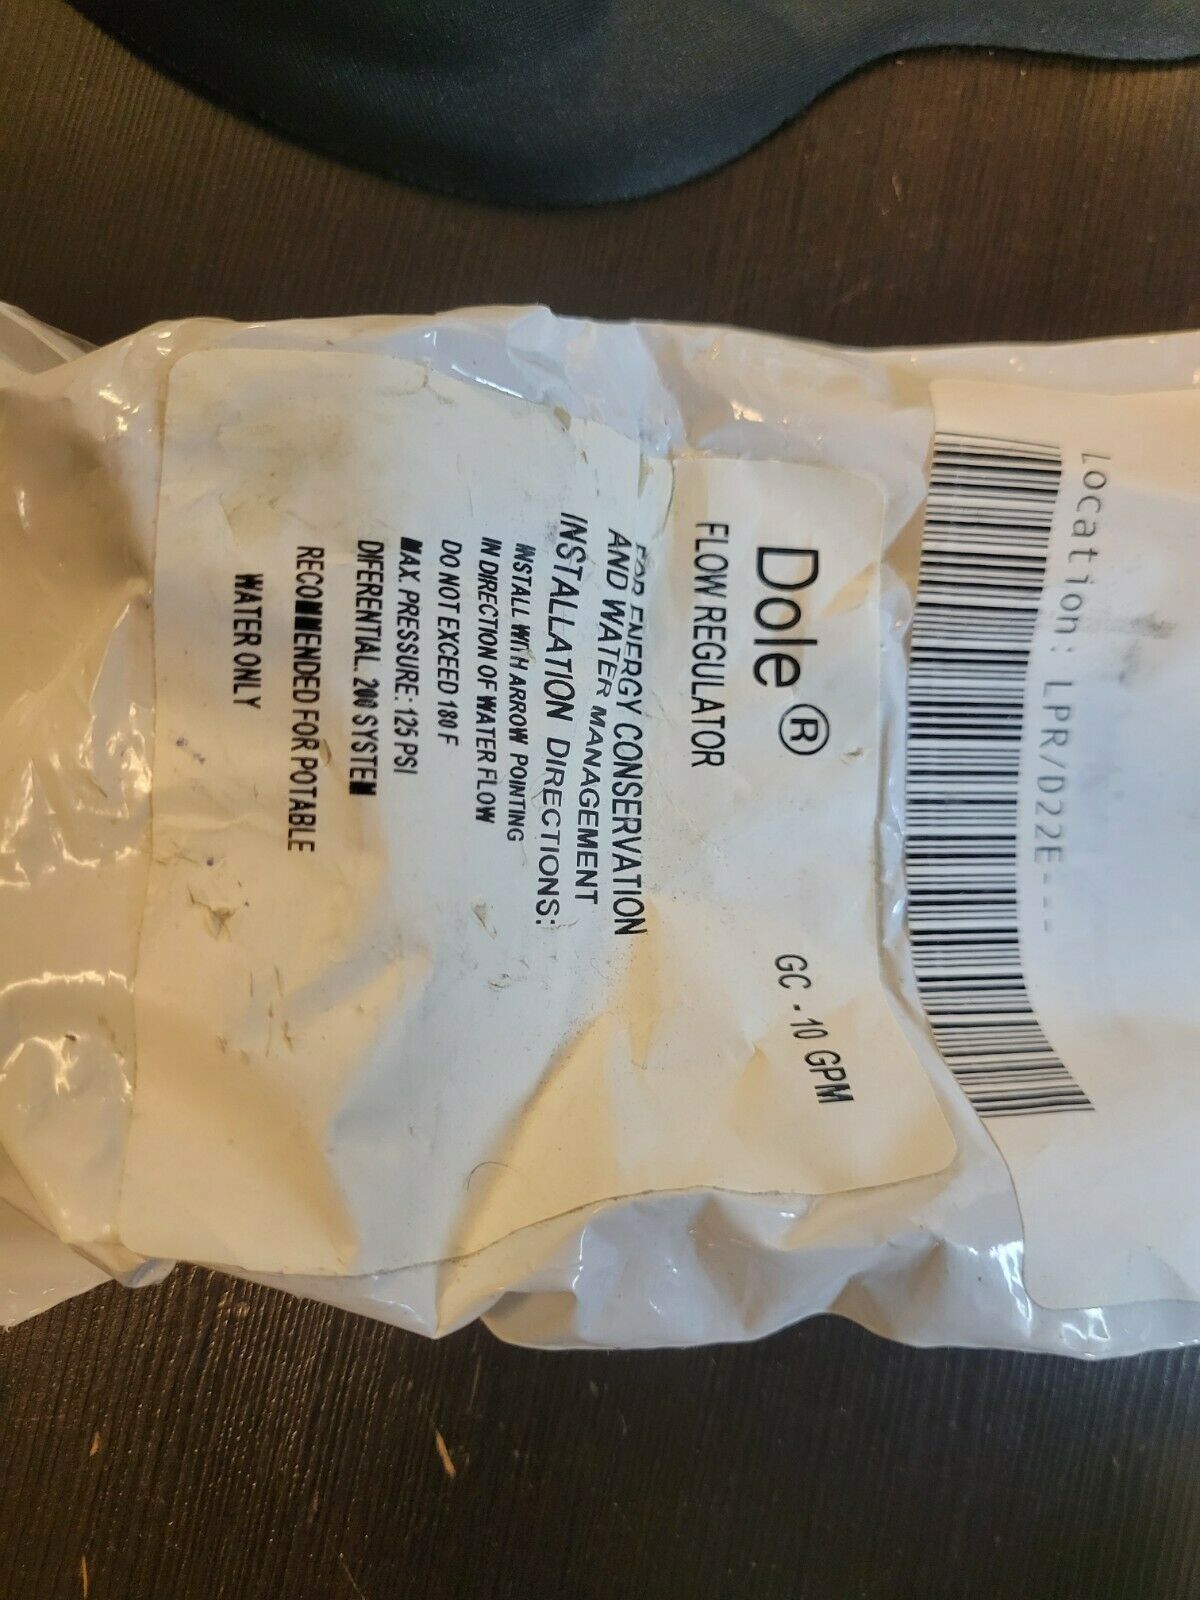 Location: LPR/D22E---
Dole®
GC - 10 GPM
FLOW REGULATOR
FOR ENERGY CONSERVATION
AND WATER MANAGEMENT
INSTALLATION DIRECTIONS:
INSTALL WITH ARROW POINTING
IN DIRECTION OF WATER FLOW
DO NOT EXCEED 180 F
MAX. PRESSURE: 125 PSI
DIFERENTIAL. 200 SYSTEM
RECOMMENDED FOR POTABLE
WATER ONLY